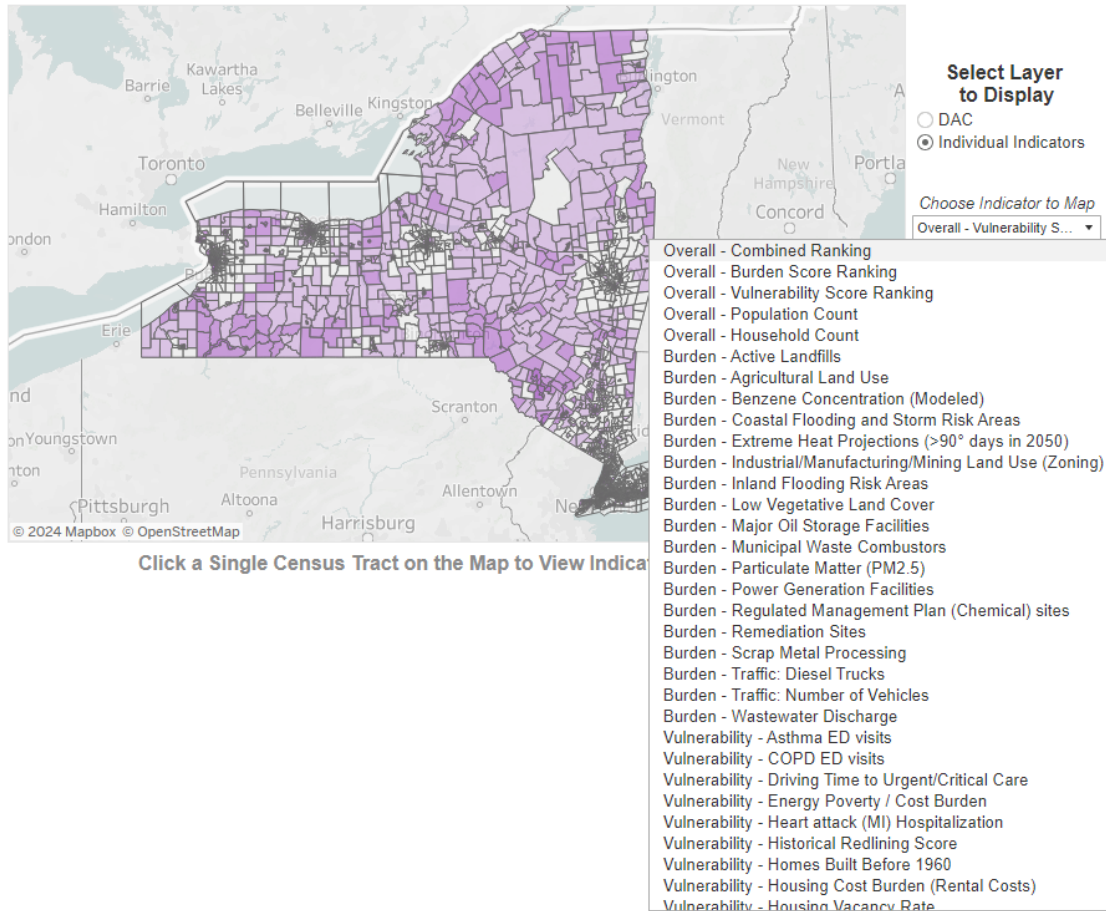 Kawartha
Lakes
Barrie
Belleville
Kingston
Vermont
Toronto
New
Hampshire
Portla
Hamilton
Concord
ondon
Erie
Scranton
nd
on
Youngstown
nton
Pennsylvania
Pittsburgh
Altoona
Allentown
Harrisburg
© 2024 Mapbox © OpenStreetMap
Click a Single Census Tract on the Map to View Indica
Select Layer
to Display
DAC
Individual Indicators
Choose Indicator to Map
Overall - Vulnerability S...
Overall - Combined Ranking
Overall - Burden Score Ranking
Overall - Vulnerability Score Ranking
Overall - Population Count
Overall - Household Count
Burden - Active Landfills
Burden - Agricultural Land Use
Burden - Benzene Concentration (Modeled)
Burden - Coastal Flooding and Storm Risk Areas
Burden - Extreme Heat Projections (>90° days in 2050)
Burden - Industrial/Manufacturing/Mining Land Use (Zoning)
Burden - Inland Flooding Risk Areas
Burden - Low Vegetative Land Cover
Burden - Major Oil Storage Facilities
Burden - Municipal Waste Combustors
Burden - Particulate Matter (PM2.5)
Burden - Power Generation Facilities
Burden - Regulated Management Plan (Chemical) sites
Burden - Remediation Sites
Burden - Scrap Metal Processing
Burden - Traffic: Diesel Trucks
Burden - Traffic: Number of Vehicles
Burden - Wastewater Discharge
Vulnerability - Asthma ED visits
Vulnerability - COPD ED visits
Vulnerability - Driving Time to Urgent/Critical Care
Vulnerability - Energy Poverty / Cost Burden
Vulnerability - Heart attack (MI) Hospitalization
Vulnerability - Historical Redlining Score
Vulnerability - Homes Built Before 1960
Vulnerability - Housing Cost Burden (Rental Costs)
Vulnerability - Housing Vacancy Rate